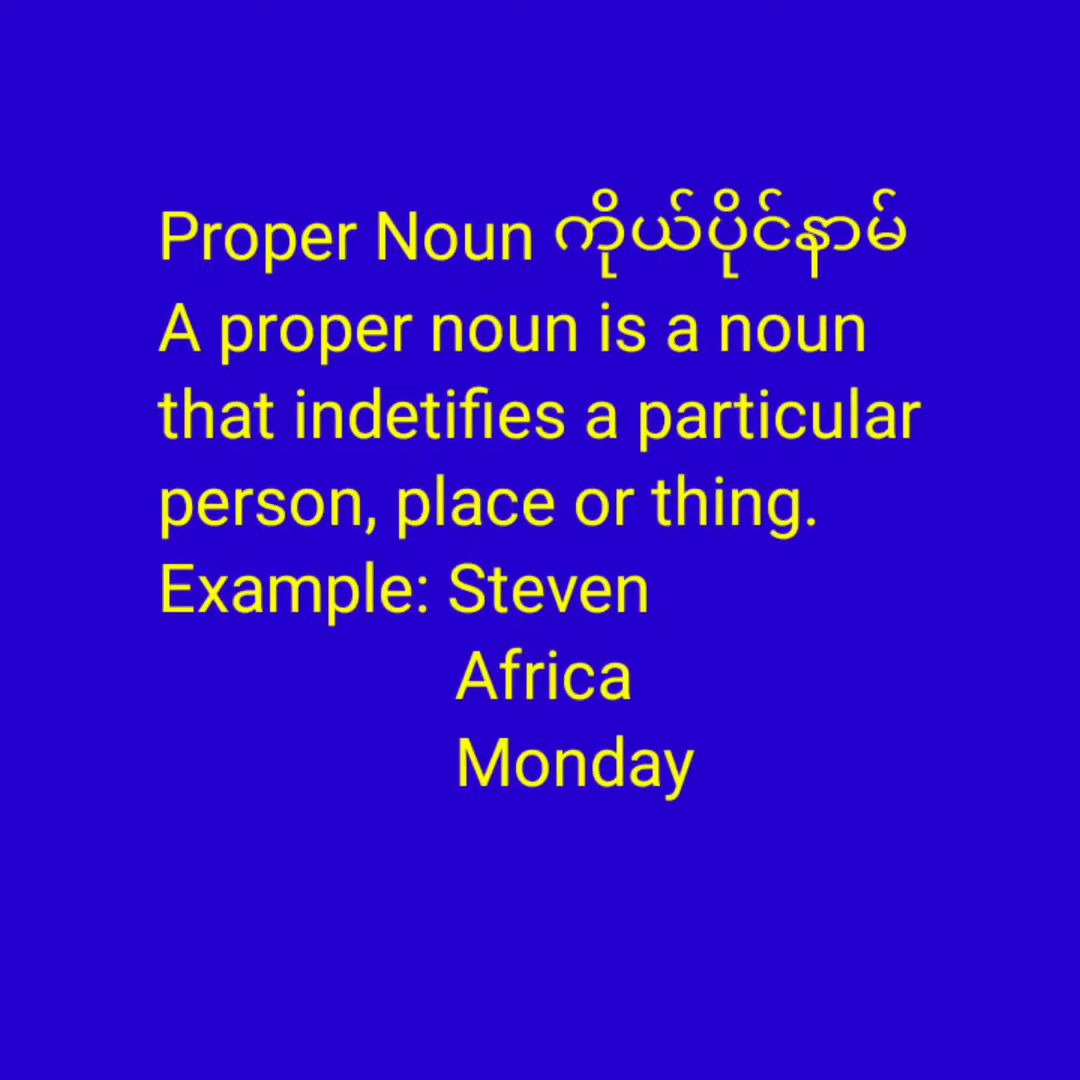 Proper Noun ကိုယ်ပိုင်နာမ်
A proper noun is a noun
that indetifies a particular
person, place or thing.
Example: Steven
Africa
Monday